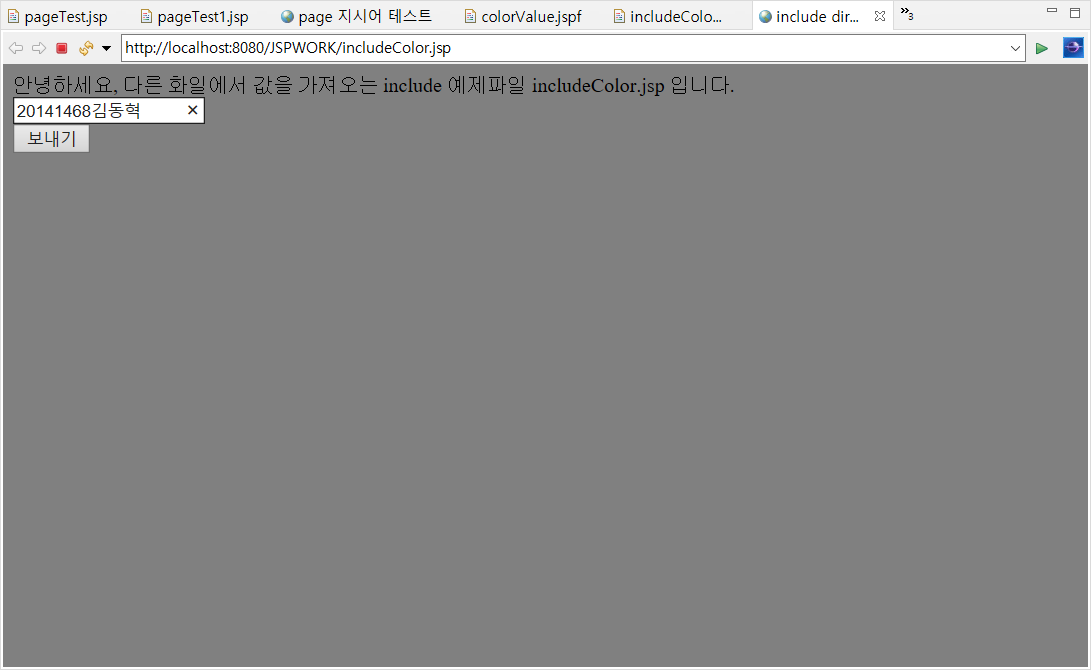 pageTest.jsp pageTest1.jsp page 지시어 테스트 colorValue.jspf includeColo... include dir... »3
http://localhost:8080/JSPWORK/includeColor.jsp
안녕하세요, 다른 화일에서 값을 가져오는 include 예제파일 includeColor.jsp 입니다.
20141468김동혁
보내기